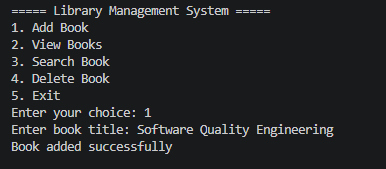 ===== Library Management System =====
1. Add Book
2. View Books
3. Search Book
4. Delete Book
5. Exit
Enter your choice: 1
Enter book title: Software Quality Engineering
Book added successfully